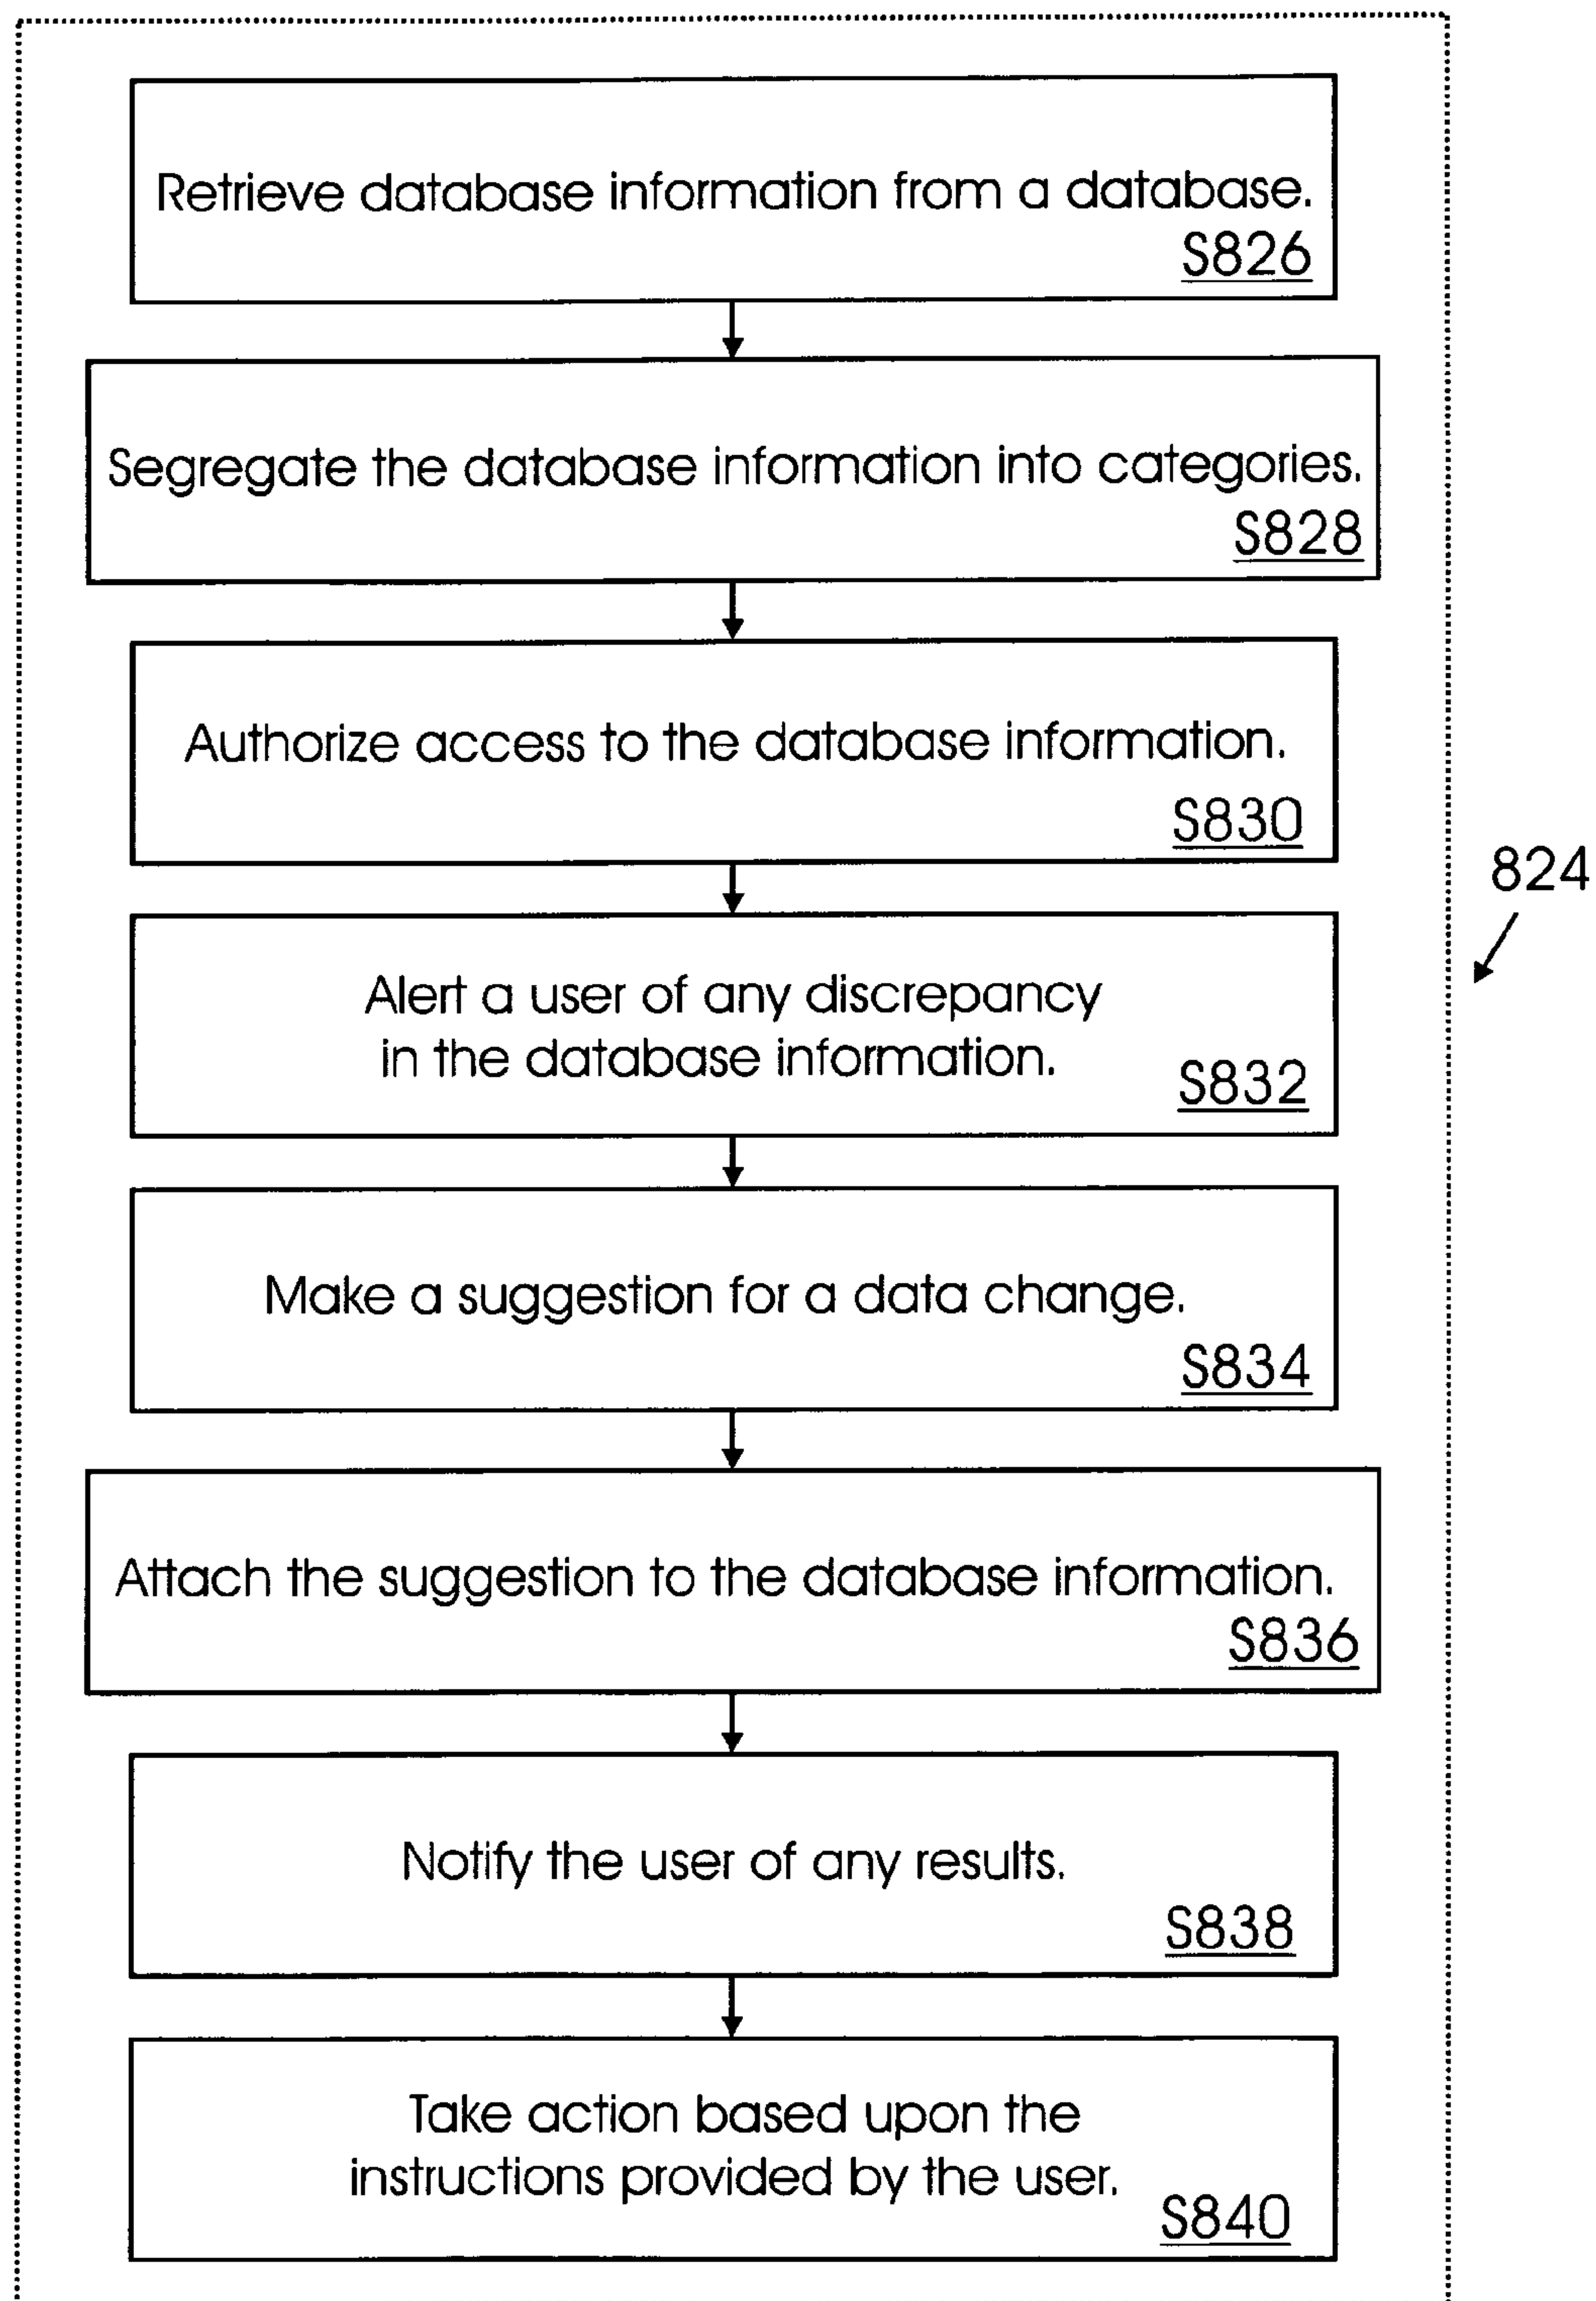 Retrieve database information from a database.
S826
Segregate the database information into categories.
S828
Authorize access to the database information.
S830
824
Alert a user of any discrepancy
in the database information.
S832
Make a suggestion for a data change.
S834
Attach the suggestion to the database information.
S836
Notify the user of any results.
S838
Take action based upon the
instructions provided by the user.
S840